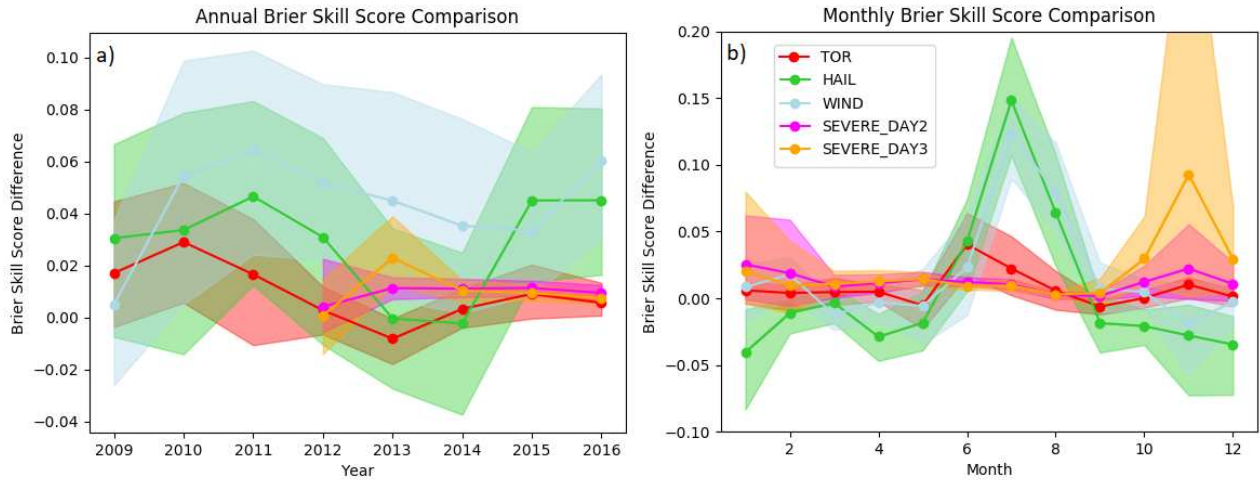 Annual Brier Skill Score Comparison
a)
Brier Skill Score Difference
0.10
0.08
0.06
0.04
0.02
0.00
−0.02
−0.04
2009 2010 2011 2012 2013 2014 2015 2016
Year
Monthly Brier Skill Score Comparison
b)
TOR
HAIL
WIND
SEVERE_DAY2
SEVERE_DAY3
Brier Skill Score Difference
0.20
0.15
0.10
0.05
0.00
−0.05
−0.10
2 4 6 8 10 12
Month